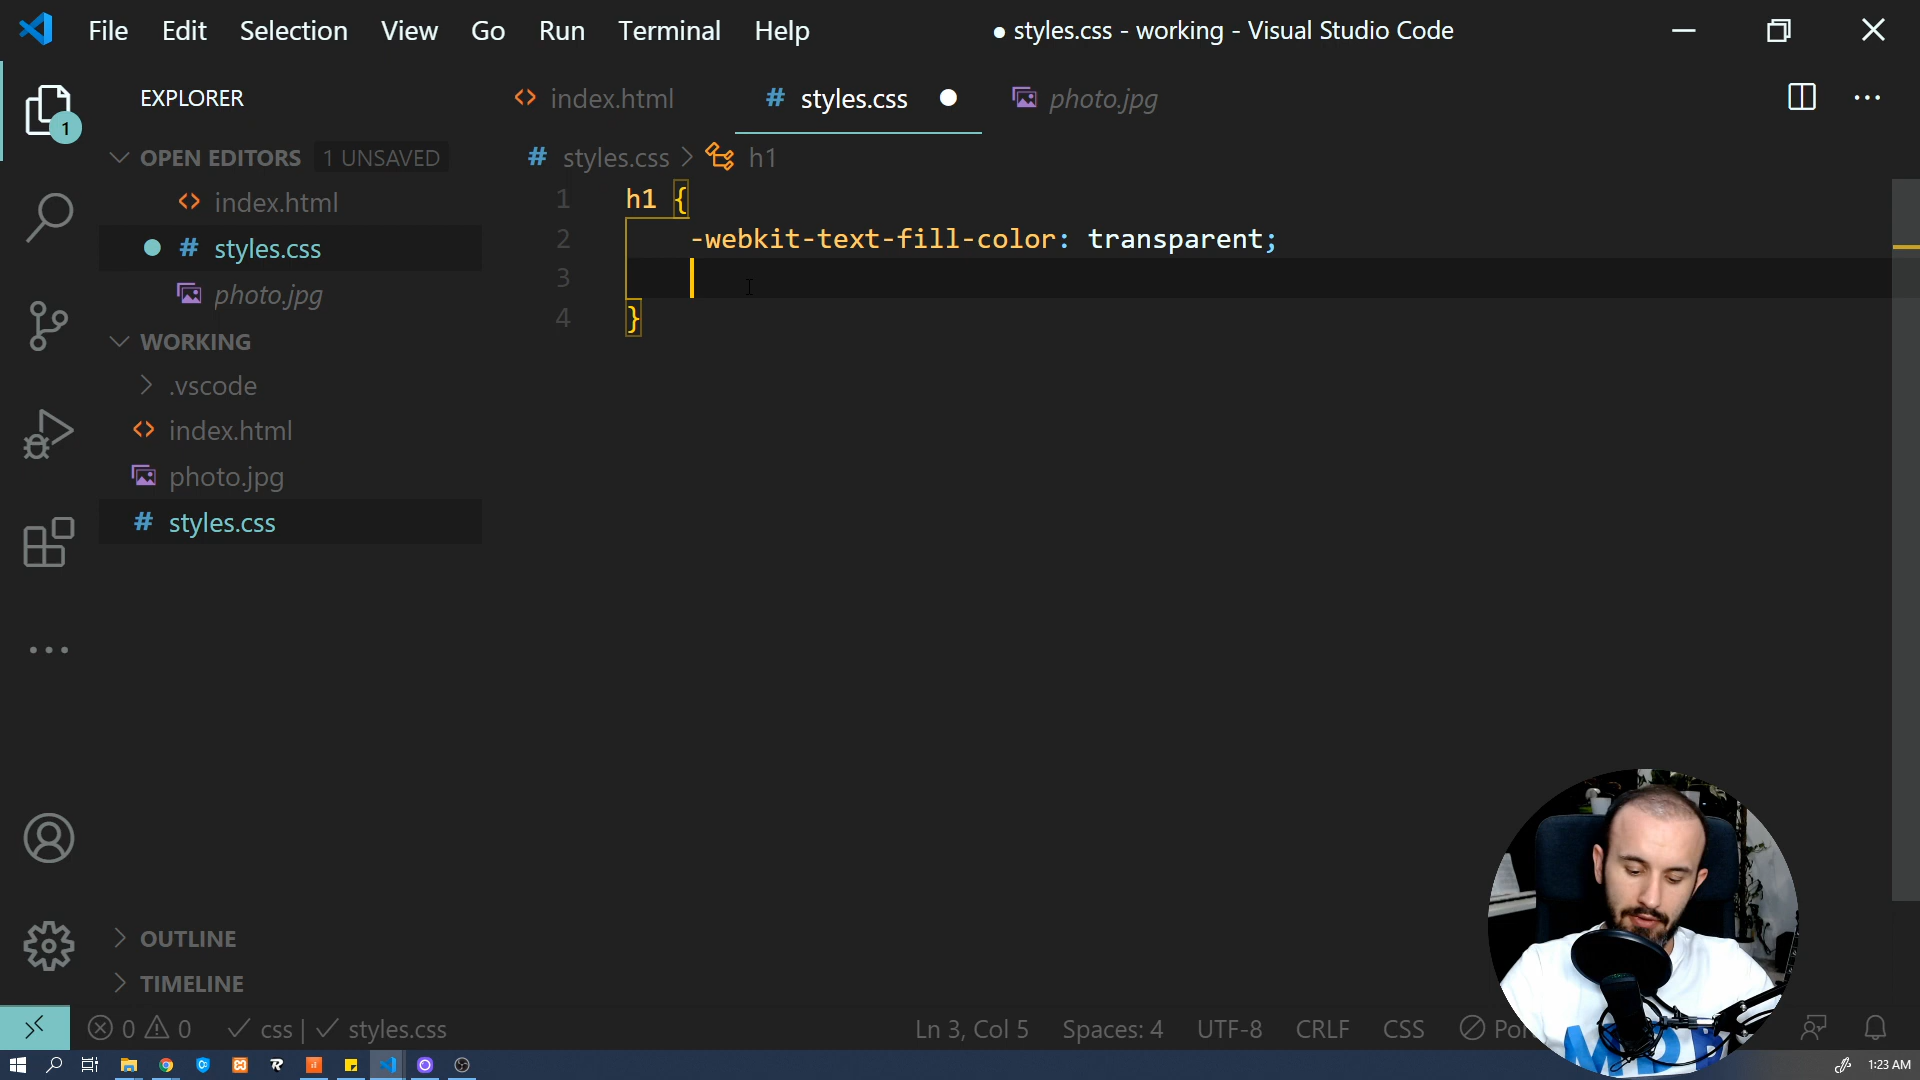 File Edit Selection View Go Run Terminal Help
● styles.css - working - Visual Studio Code
EXPLORER
OPEN EDITORS 1 UNSAVED
index.html
# styles.css
photo.jpg
WORKING
.vscode
index.html
photo.jpg
# styles.css
OUTLINE
TIMELINE
1
index.html # styles.css photo.jpg
# styles.css > h1
1 h1 {
2 -webkit-text-fill-color: transparent;
3
4 }
0 0 css | styles.css
Ln 3, Col 5 Spaces: 4 UTF-8 CRLF CSS
1:23 AM